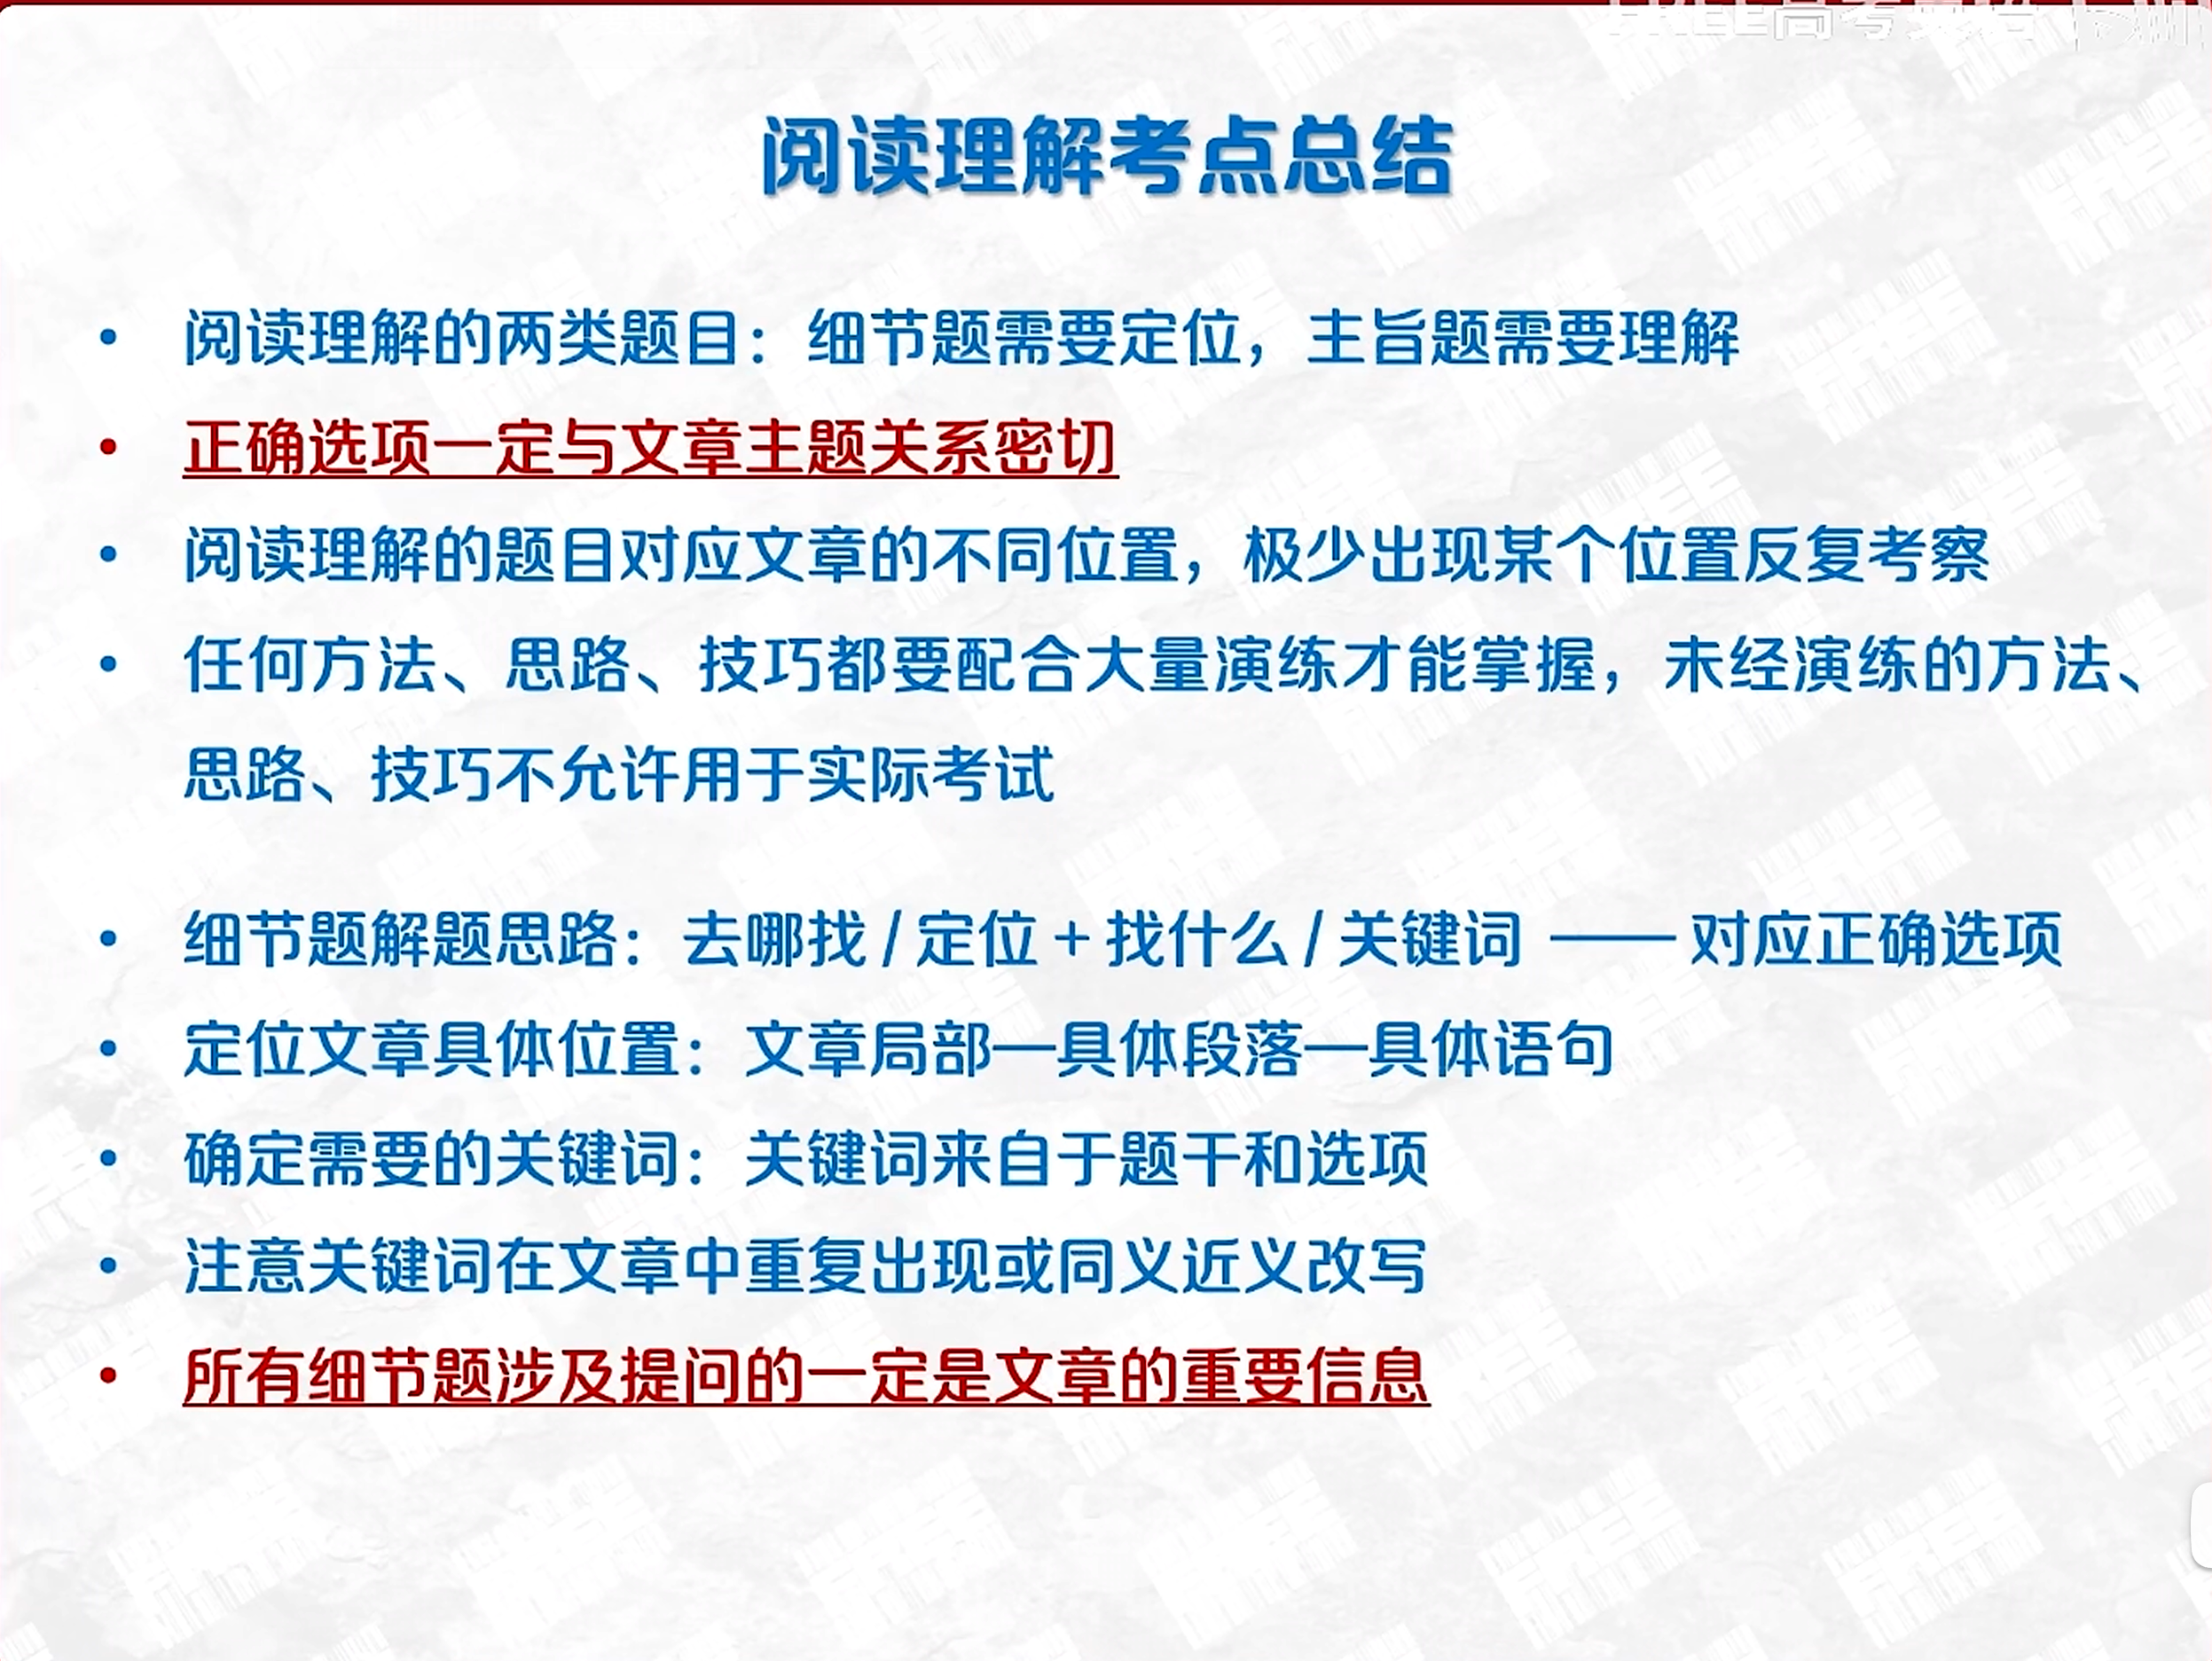 阅读理解考点总结
• 阅读理解的两类题目：细节题需要定位，主旨题需要理解
• 正确选项一定与文章主题关系密切
• 阅读理解的题目对应文章的不同位置，极少出现某个位置反复考察
• 任何方法、思路、技巧都要配合大量演练才能掌握，未经演练的方法、
思路、技巧不允许用于实际考试
• 细节题解题思路：去哪找 / 定位 + 找什么 / 关键词 —— 对应正确选项
• 定位文章具体位置：文章局部—具体段落—具体语句
• 确定需要的关键词：关键词来自于题干和选项
• 注意关键词在文章中重复出现或同义近义改写
• 所有细节题涉及提问的一定是文章的重要信息